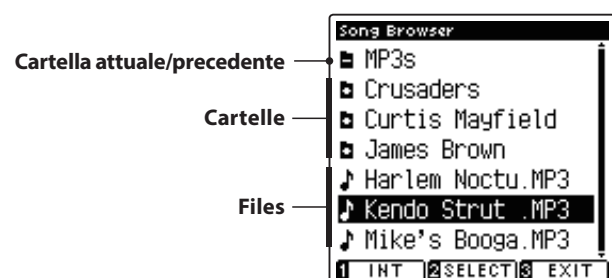 Song Browser
Cartella attuale/precedente
MP3s
Crusaders
Cartelle
Curtis Mayfield
James Brown
Harlem Noctu.MP3
Files
Kendo Strut .MP3
Mike's Booga.MP3
1 INT 2 SELECT 3 EXIT